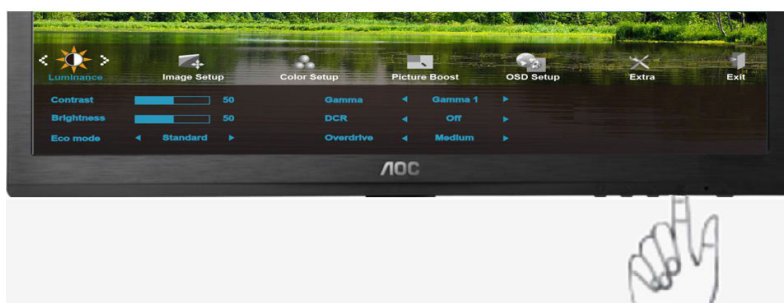 Luminance Image Setup Color Setup Picture Boost OSD Setup Extra Exit
Contrast 50 Gamma Gamma 1
Brightness 50 DCR Off
Eco mode Standard Overdrive Medium
AOC